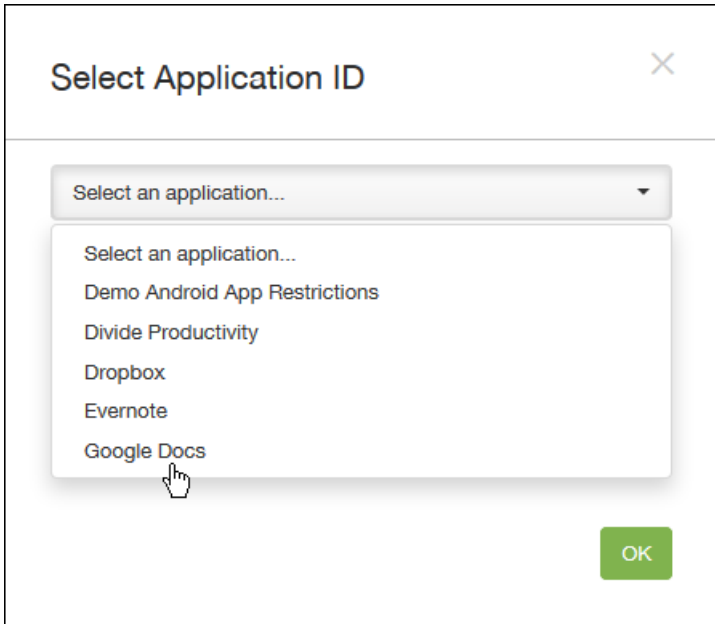 Select Application ID
Select an application...
Select an application...
Demo Android App Restrictions
Divide Productivity
Dropbox
Evernote
Google Docs
OK